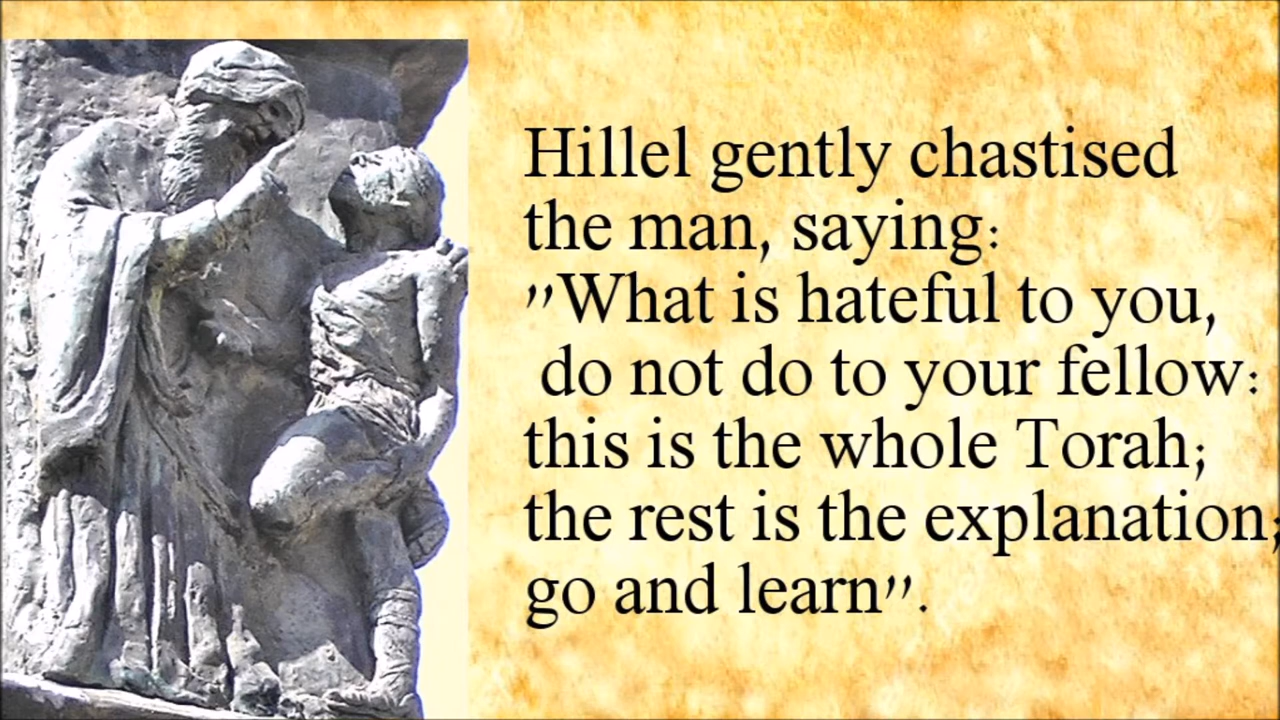 Hillel gently chastised
the man, saying:
"What is hateful to you,
do not do to your fellow:
this is the whole Torah;
the rest is the explanation;
go and learn".